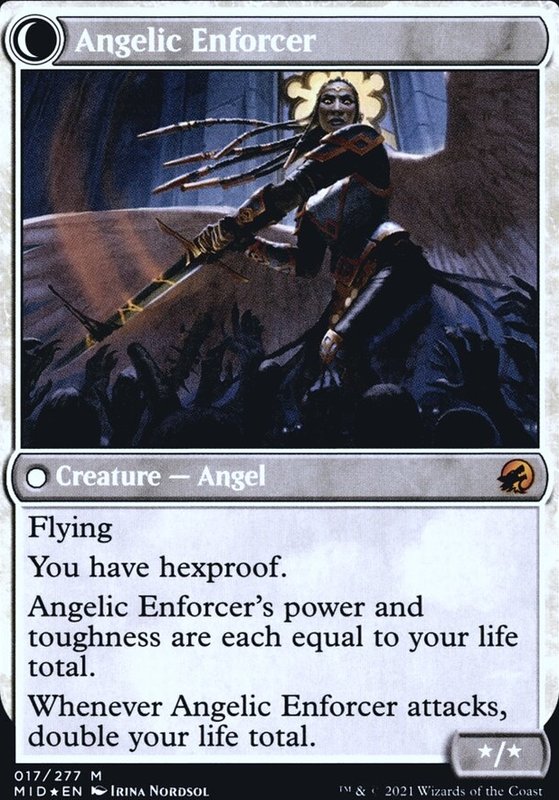 Angelic Enforcer
Creature — Angel
Flying
You have hexproof.
Angelic Enforcer's power and
toughness are each equal to your life
total.
Whenever Angelic Enforcer attacks,
double your life total.
★/★
017/277 M
MID★EN Irina Nordsol
™ & © 2021 Wizards of the Coast